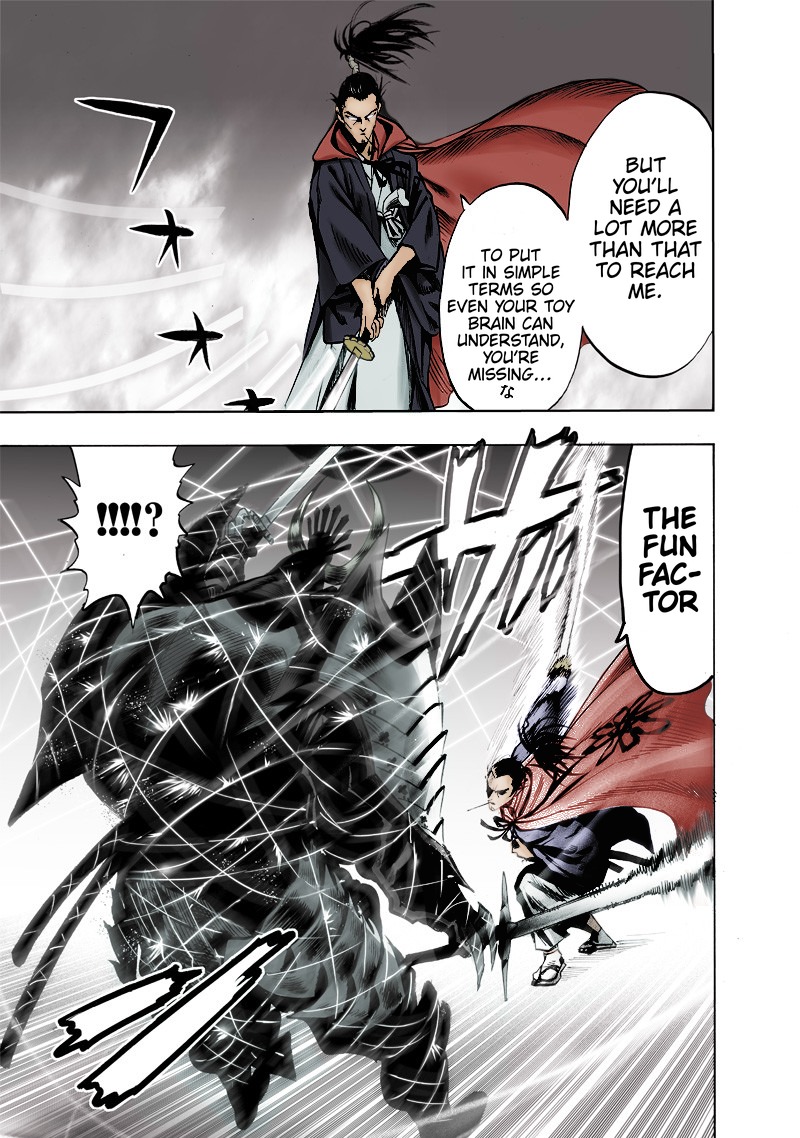 BUT
YOU'LL
NEED A
LOT MORE
THAN THAT
TO REACH
ME.
TO PUT
IT IN SIMPLE
TERMS SO
EVEN YOUR TOY
BRAIN CAN
UNDERSTAND,
YOU'RE
MISSING...
な
THE
FUN
FAC-
TOR
!!!!?